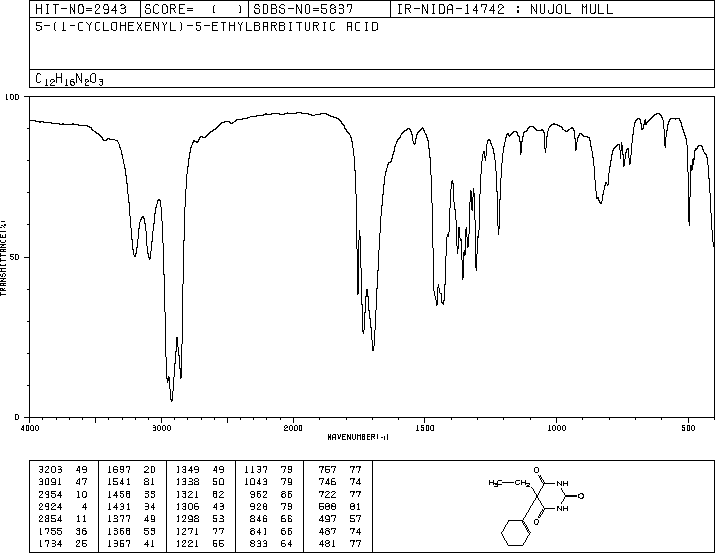 HIT-NO=2943 SCORE= ( ) SDBS-NO=5837 IR-NIDA-14742 : NUJOL MULL
5-(1-CYCLOHEXENYL)-5-ETHYLBARBITURIC ACID
C12H16N2O3
100
TRANSMITTANCE(%)
50
0
4000 3000 2000 1500 1000 500
WAVENUMBER(-1)
3203 49 1697 20 1349 49 1137 79 757 77
3091 47 1541 81 1338 50 1043 79 746 74
2954 10 1458 35 1321 62 962 86 722 77
2924 4 1431 34 1306 43 928 79 588 81
2854 11 1377 49 1298 53 846 66 497 57
1755 36 1368 59 1271 77 841 66 487 74
1734 25 1357 41 1221 55 833 64 481 77
O
H3C
NH
O
NH
O